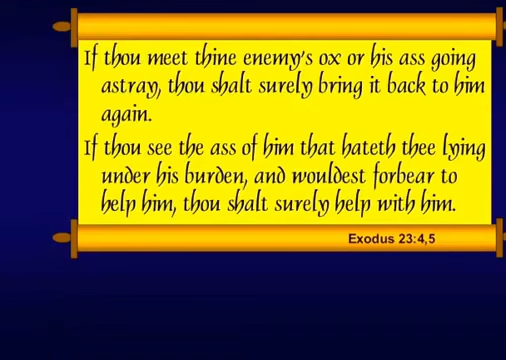 If thou meet thine enemy's ox or his ass going
astray, thou shalt surely bring it back to him
again.
If thou see the ass of him that hateth thee lying
under his burden, and wouldest forbear to
help him, thou shalt surely help with him.
Exodus 23:4,5